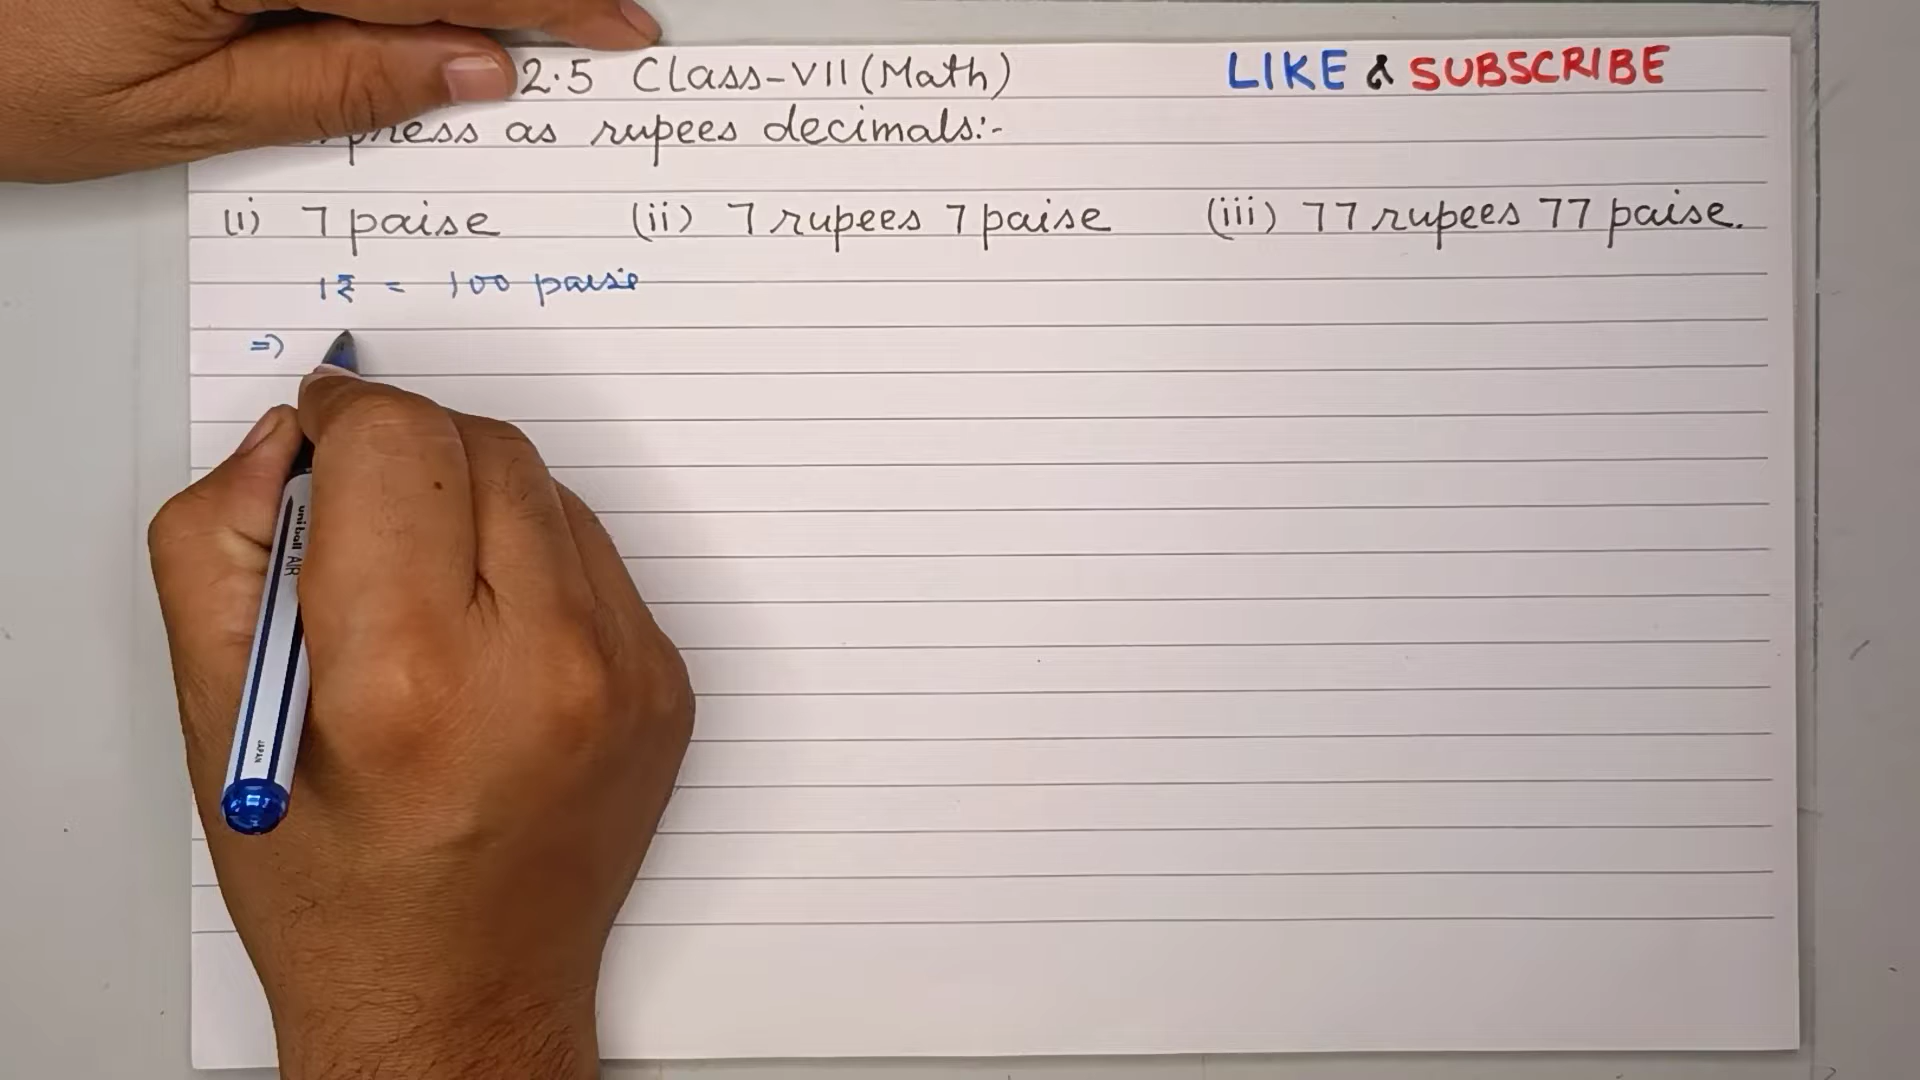 2.5 Class-VII (Math) LIKE & SUBSCRIBE
as rupees decimals:-
(i) 7 paise (ii) 7 rupees 7 paise (iii) 77 rupees 77 paise.
1₹ = 100 paise
⇒
uni ball AIR
JAPAN